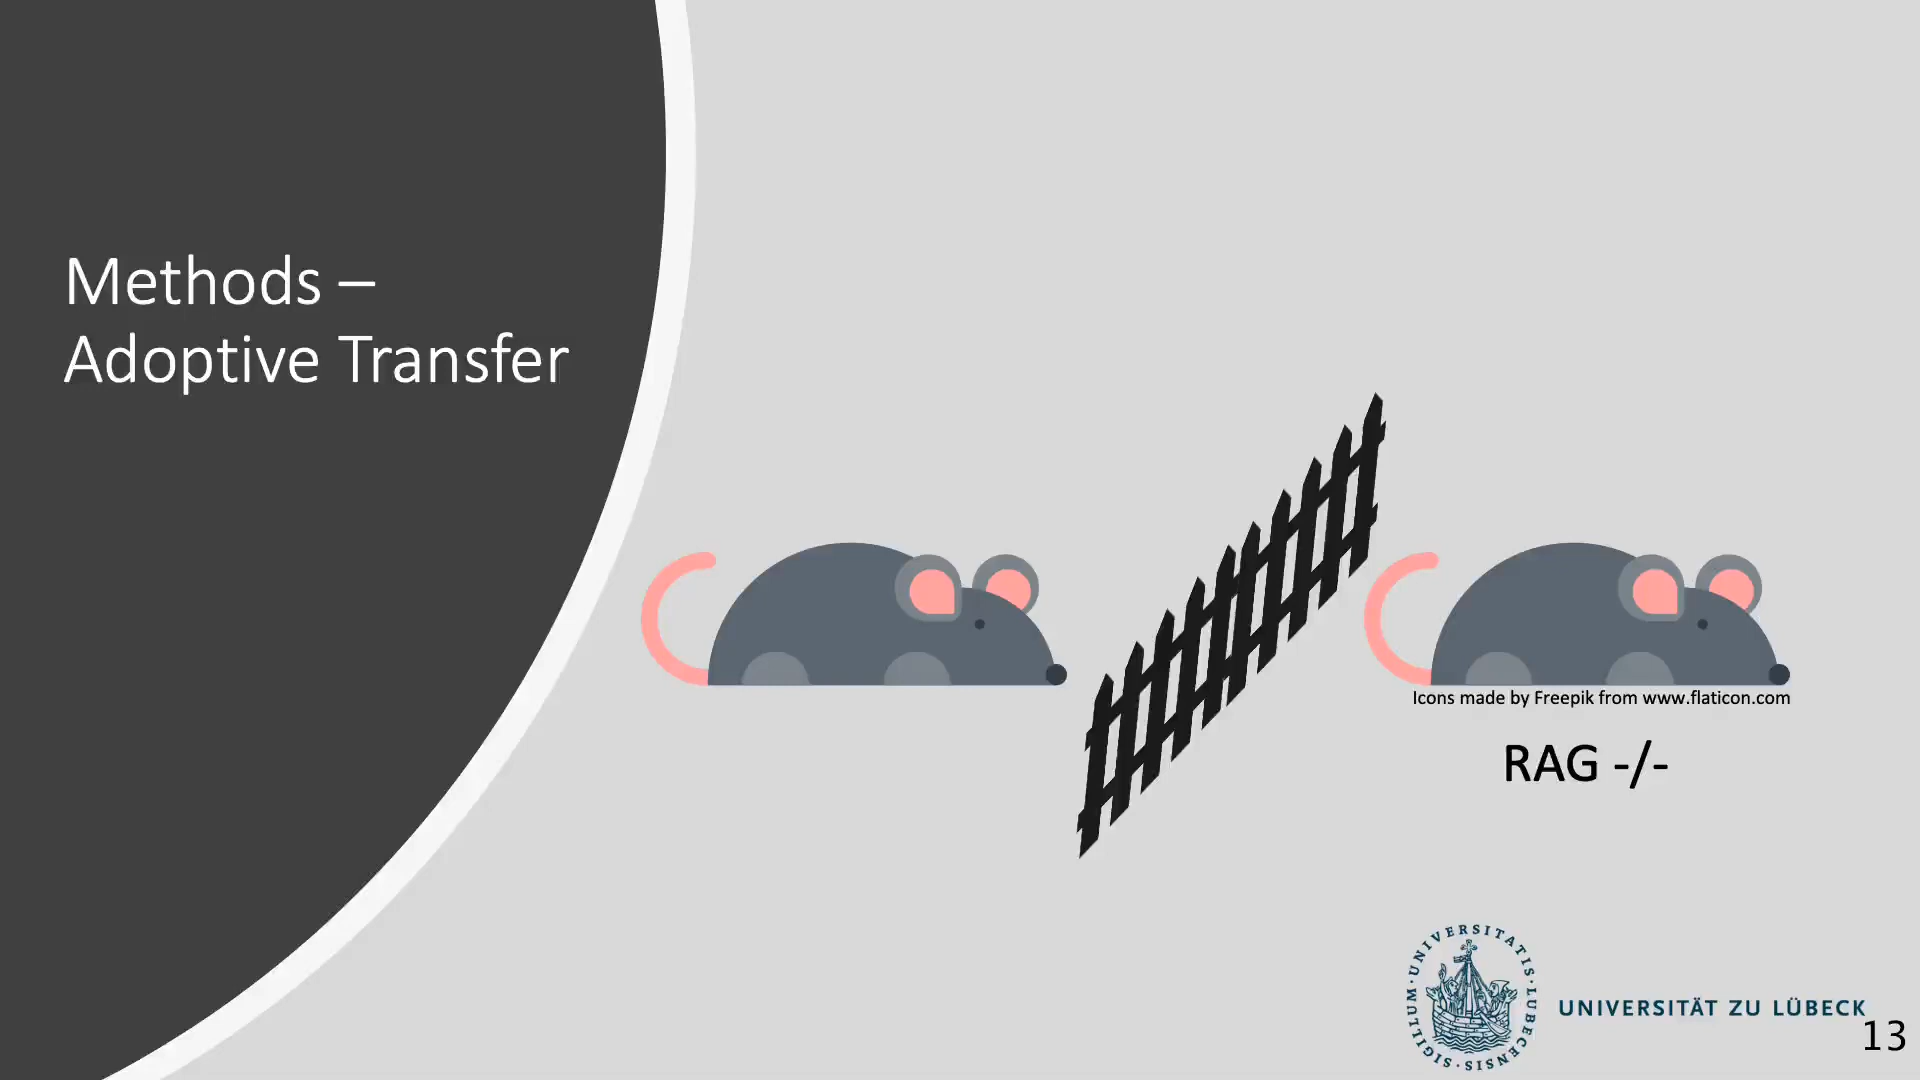 Methods –
Adoptive Transfer
Icons made by Freepik from www.flaticon.com
RAG -/-
SIGILLUM·UNIVERSITATIS·LUBECENSIS·
UNIVERSITÄT ZU LÜBECK
13